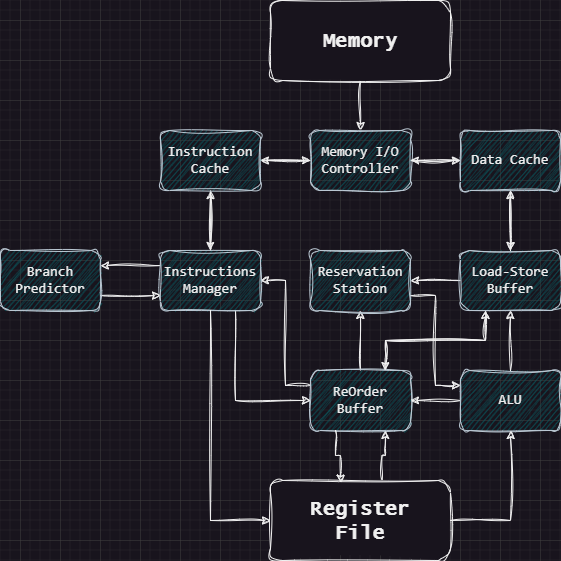 Memory
Instruction
Cache
Memory I/O
Controller
Data Cache
Branch
Predictor
Instructions
Manager
Reservation
Station
Load-Store
Buffer
ReOrder
Buffer
ALU
Register
File